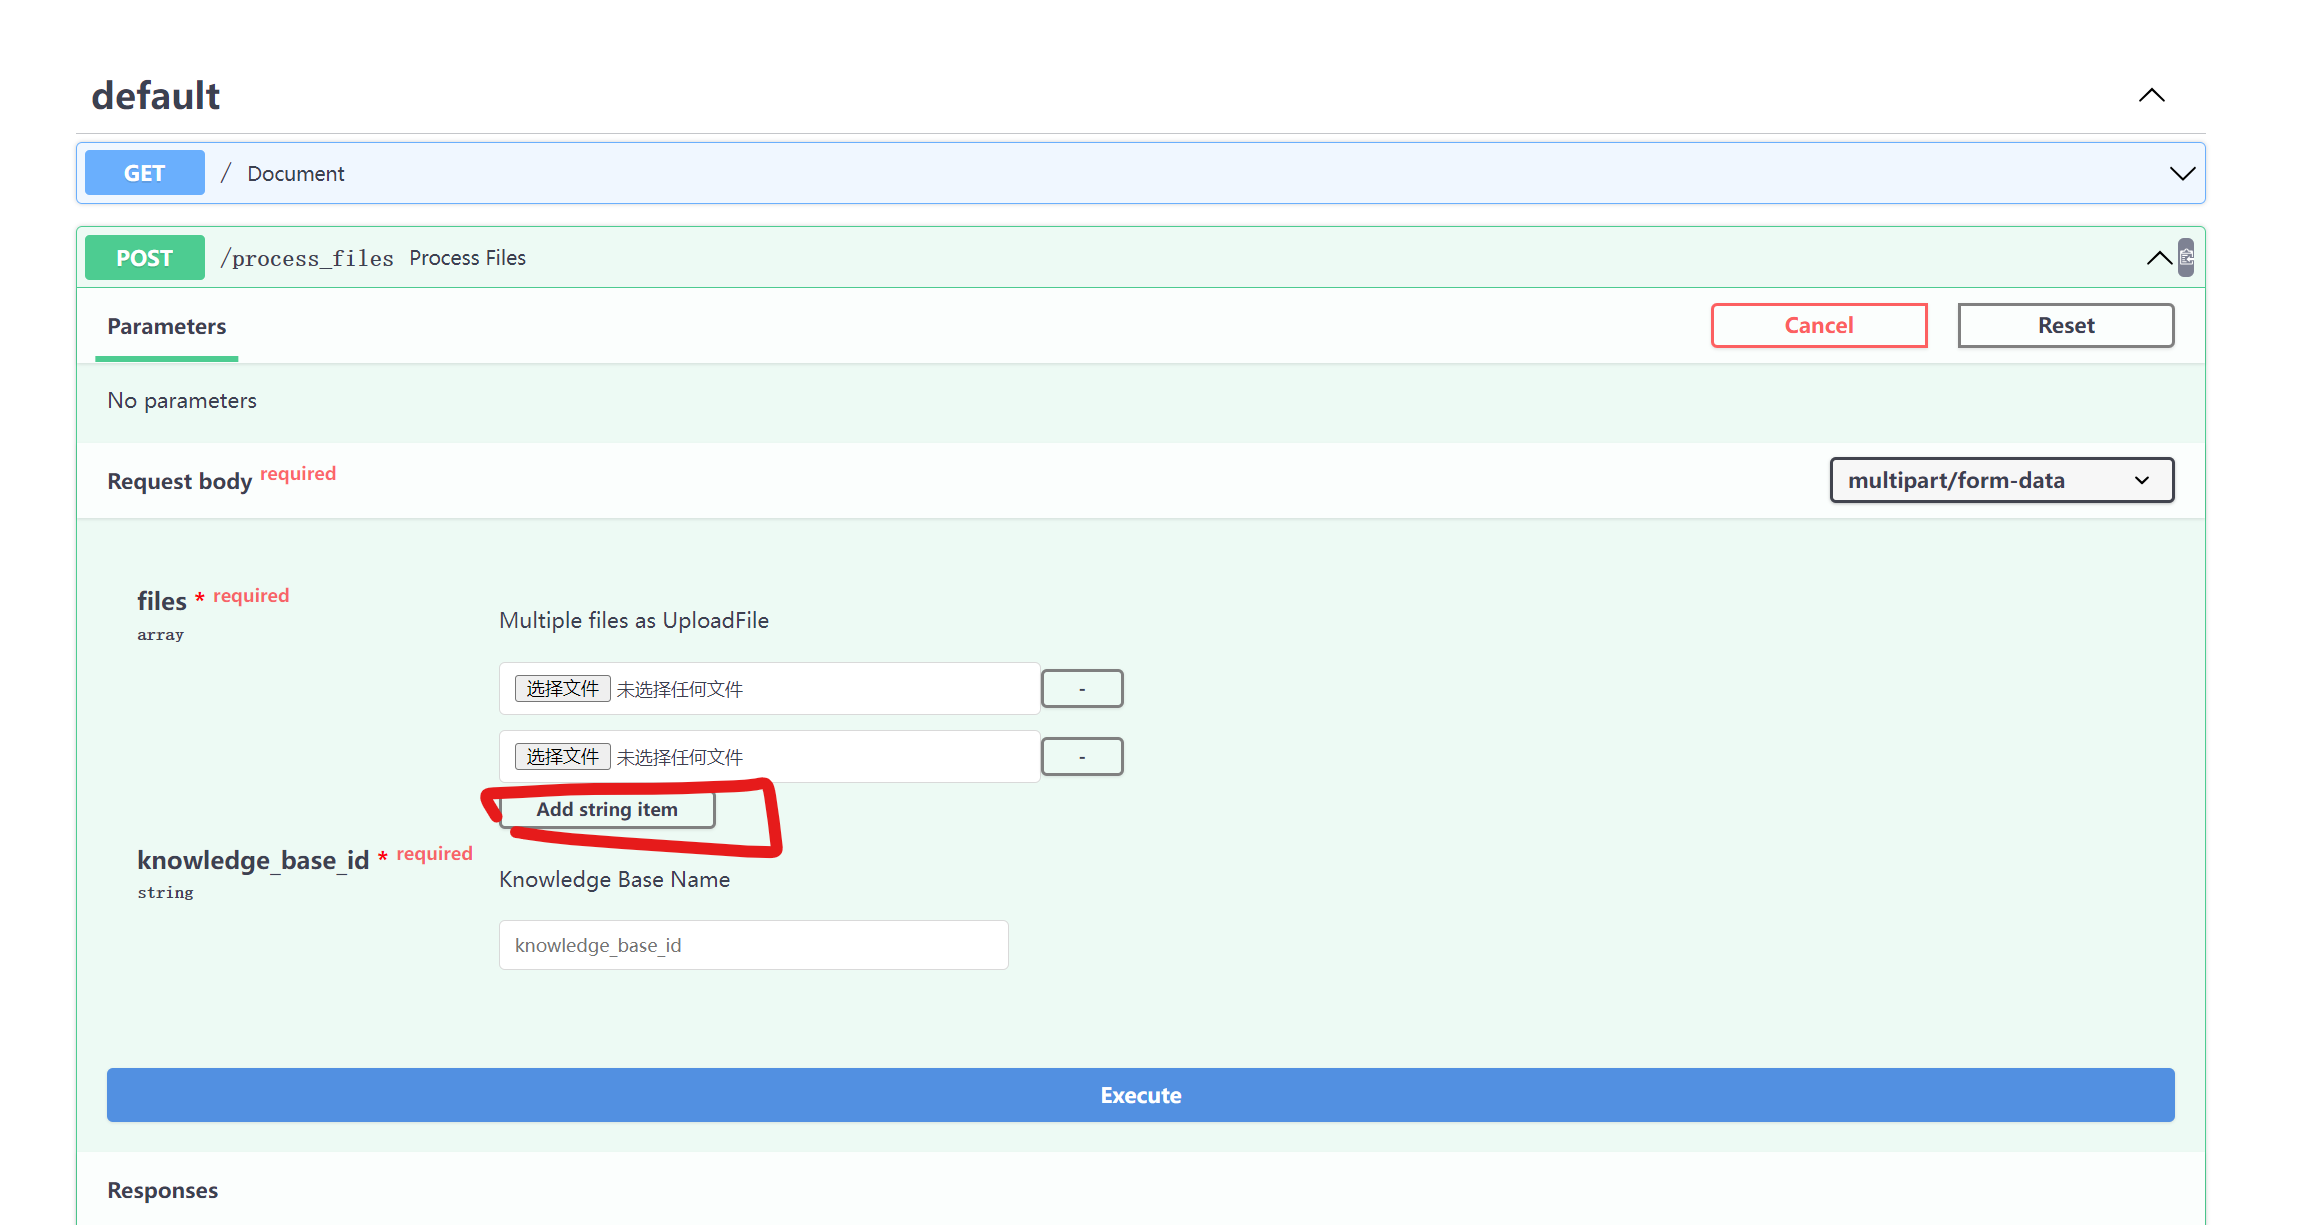 default
GET / Document
POST /process_files Process Files
Parameters
Cancel
Reset
No parameters
Request body required
multipart/form-data
files * required
array
Multiple files as UploadFile
选择文件 未选择任何文件 -
选择文件 未选择任何文件 -
Add string item
knowledge_base_id * required
string
Knowledge Base Name
knowledge_base_id
Execute
Responses